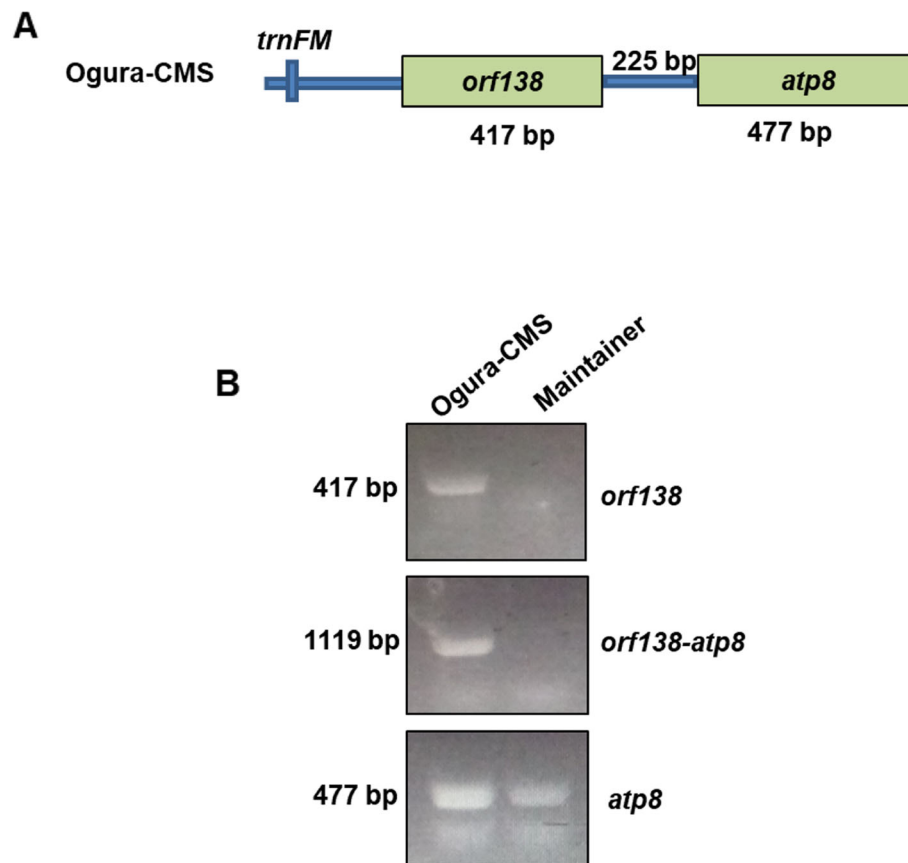 A
trnFM
Ogura-CMS
orf138
225 bp
atp8
417 bp
477 bp
B
Ogura-CMS
Maintainer
417 bp
orf138
1119 bp
orf138-atp8
477 bp
atp8